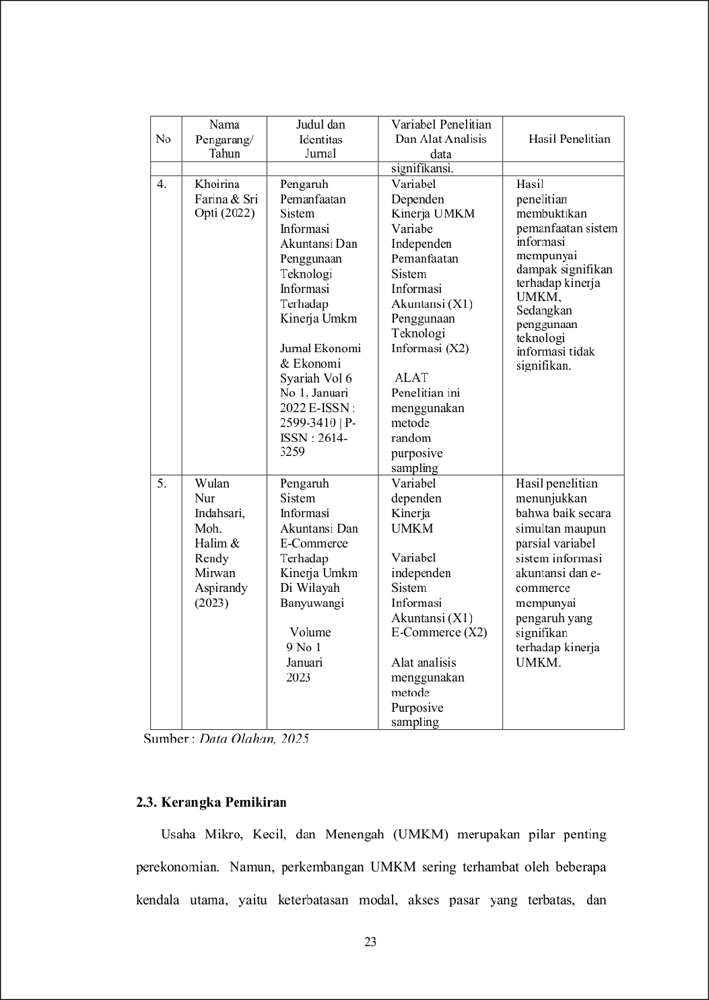 No
Nama
Pengarang/
Tahun
Judul dan
Identitas
Jurnal
Variabel Penelitian
Dan Alat Analisis
data
Hasil Penelitian
signifikansi.
4.
Khoirina
Farina & Sri
Opti (2022)
Pengaruh
Pemanfaatan
Sistem
Informasi
Akuntansi Dan
Penggunaan
Teknologi
Informasi
Terhadap
Kinerja Umkm
Jurnal Ekonomi
& Ekonomi
Syariah Vol 6
No 1, Januari
2022 E-ISSN :
2599-3410 | P-
ISSN : 2614-
3259
Variabel
Dependen
Kinerja UMKM
Variabe
Independen
Pemanfaatan
Sistem
Informasi
Akuntansi (X1)
Penggunaan
Teknologi
Informasi (X2)
ALAT
Penelitian ini
menggunakan
metode
random
purposive
sampling
Hasil
penelitian
membuktikan
pemanfaatan sistem
informasi
mempunyai
dampak signifikan
terhadap kinerja
UMKM,
Sedangkan
penggunaan
teknologi
informasi tidak
signifikan.
5.
Wulan
Nur
Indahsari,
Moh.
Halim &
Rendy
Mirwan
Aspirandy
(2023)
Pengaruh
Sistem
Informasi
Akuntansi Dan
E-Commerce
Terhadap
Kinerja Umkm
Di Wilayah
Banyuwangi
Volume
9 No 1
Januari
2023
Variabel
dependen
Kinerja
UMKM
Variabel
independen
Sistem
Informasi
Akuntansi (X1)
E-Commerce (X2)
Alat analisis
menggunakan
metode
Purposive
sampling
Hasil penelitian
menunjukkan
bahwa baik secara
simultan maupun
parsial variabel
sistem informasi
akuntansi dan e-
commerce
mempunyai
pengaruh yang
signifikan
terhadap kinerja
UMKM.
Sumber : Data Olahan, 2025
2.3. Kerangka Pemikiran
Usaha Mikro, Kecil, dan Menengah (UMKM) merupakan pilar penting
perekonomian. Namun, perkembangan UMKM sering terhambat oleh beberapa
kendala utama, yaitu keterbatasan modal, akses pasar yang terbatas, dan
23